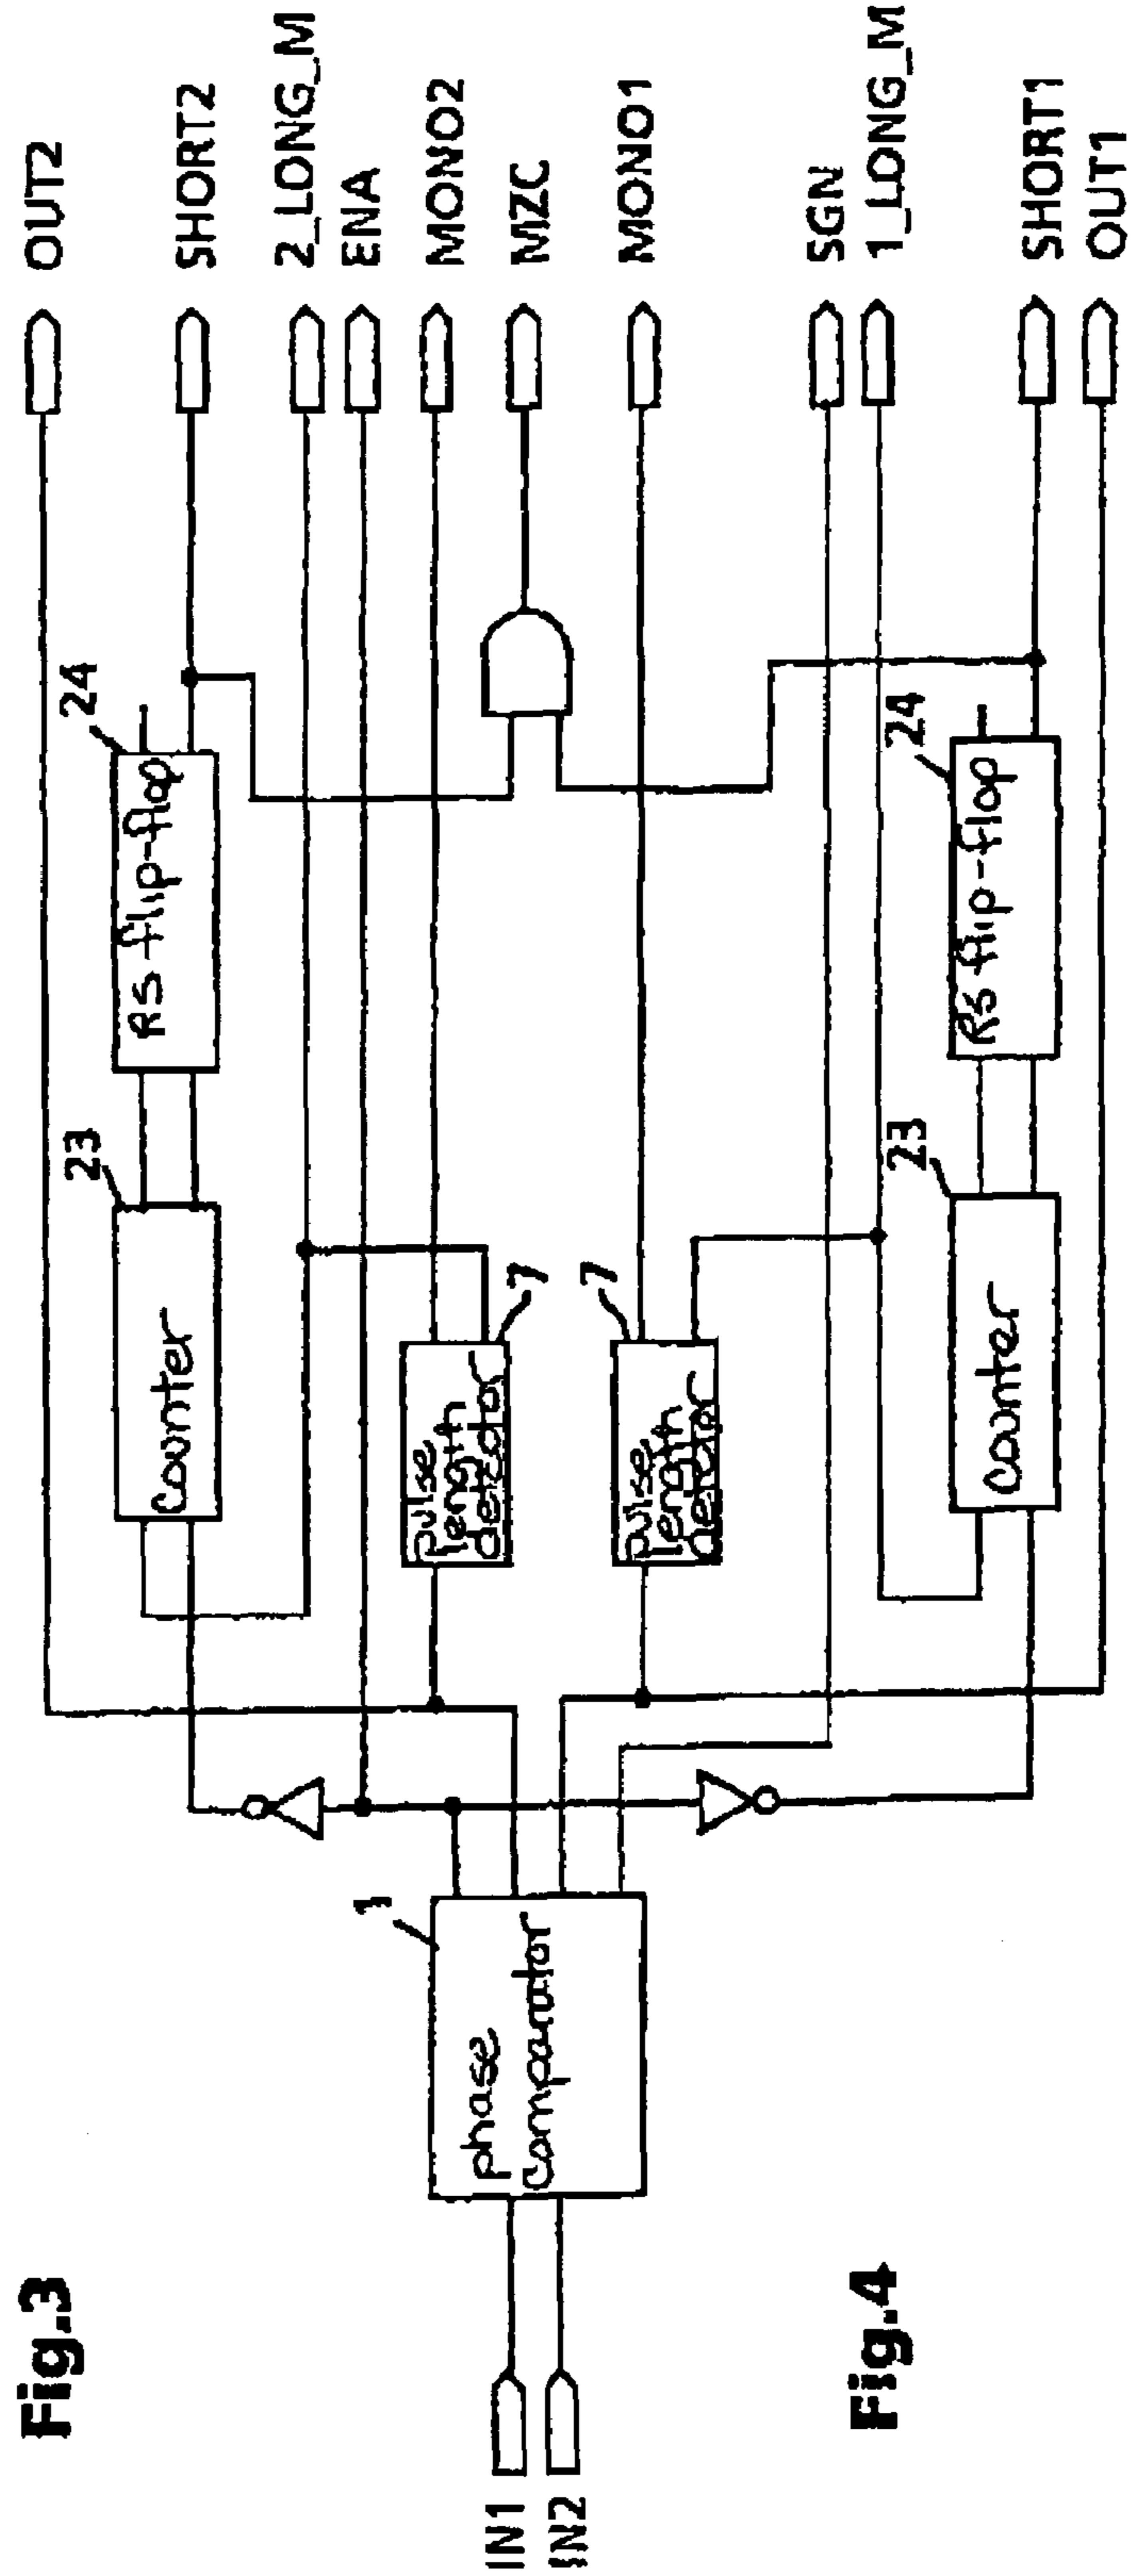 Fig.3
OUT2
24
SHORT2
RS flip-flop
23
Counter
2_LONG_M
ENA
MONO2
pulse
length
detector
7
MZC
IN1
IN2
1
phase
comparator
7
MONO1
pulse
length
detector
SGN
1_LONG_M
Fig.4
24
23
RS flip-flop
counter
SHORT1
OUT1